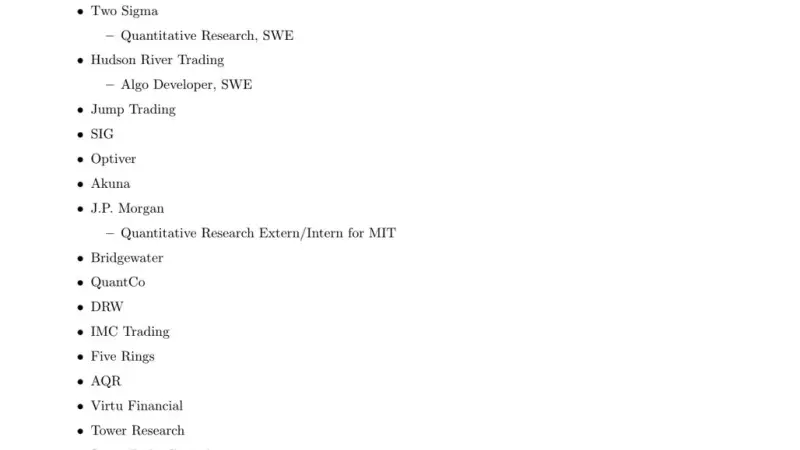 • Two Sigma
– Quantitative Research, SWE
• Hudson River Trading
– Algo Developer, SWE
• Jump Trading
• SIG
• Optiver
• Akuna
• J.P. Morgan
– Quantitative Research Extern/Intern for MIT
• Bridgewater
• QuantCo
• DRW
• IMC Trading
• Five Rings
• AQR
• Virtu Financial
• Tower Research